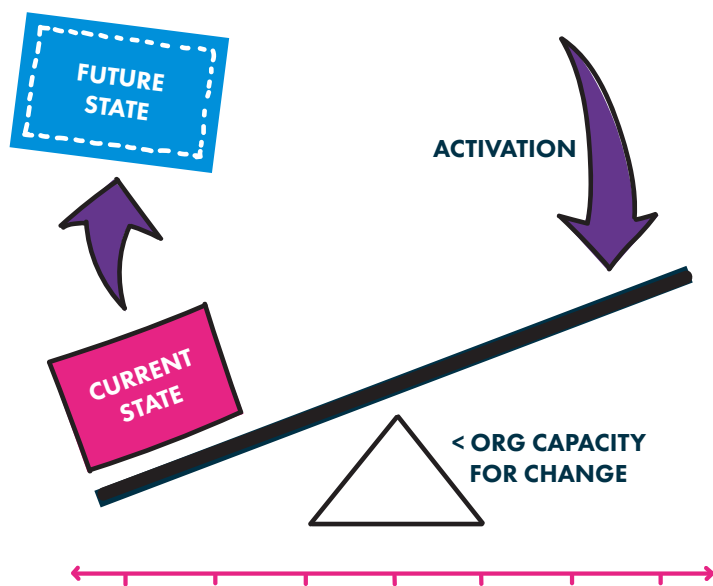 FUTURE
STATE
ACTIVATION
CURRENT
STATE
< ORG CAPACITY
FOR CHANGE